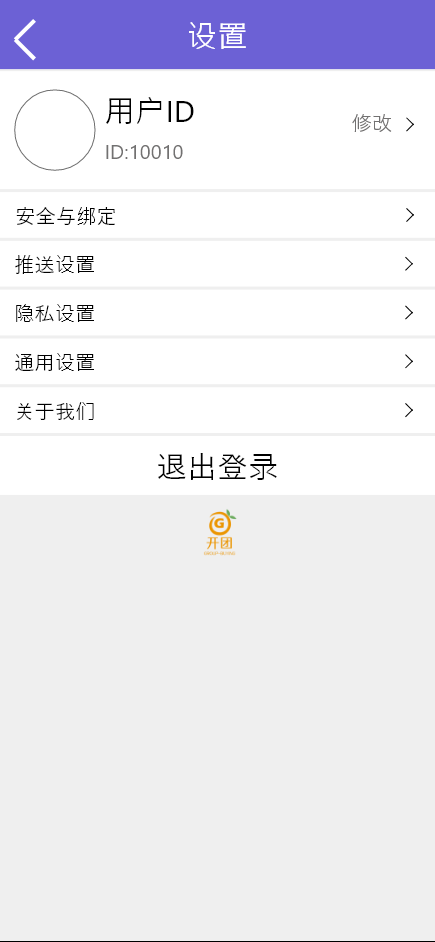 设置
用户ID
修改
ID:10010
安全与绑定
推送设置
隐私设置
通用设置
关于我们
退出登录
G
开团